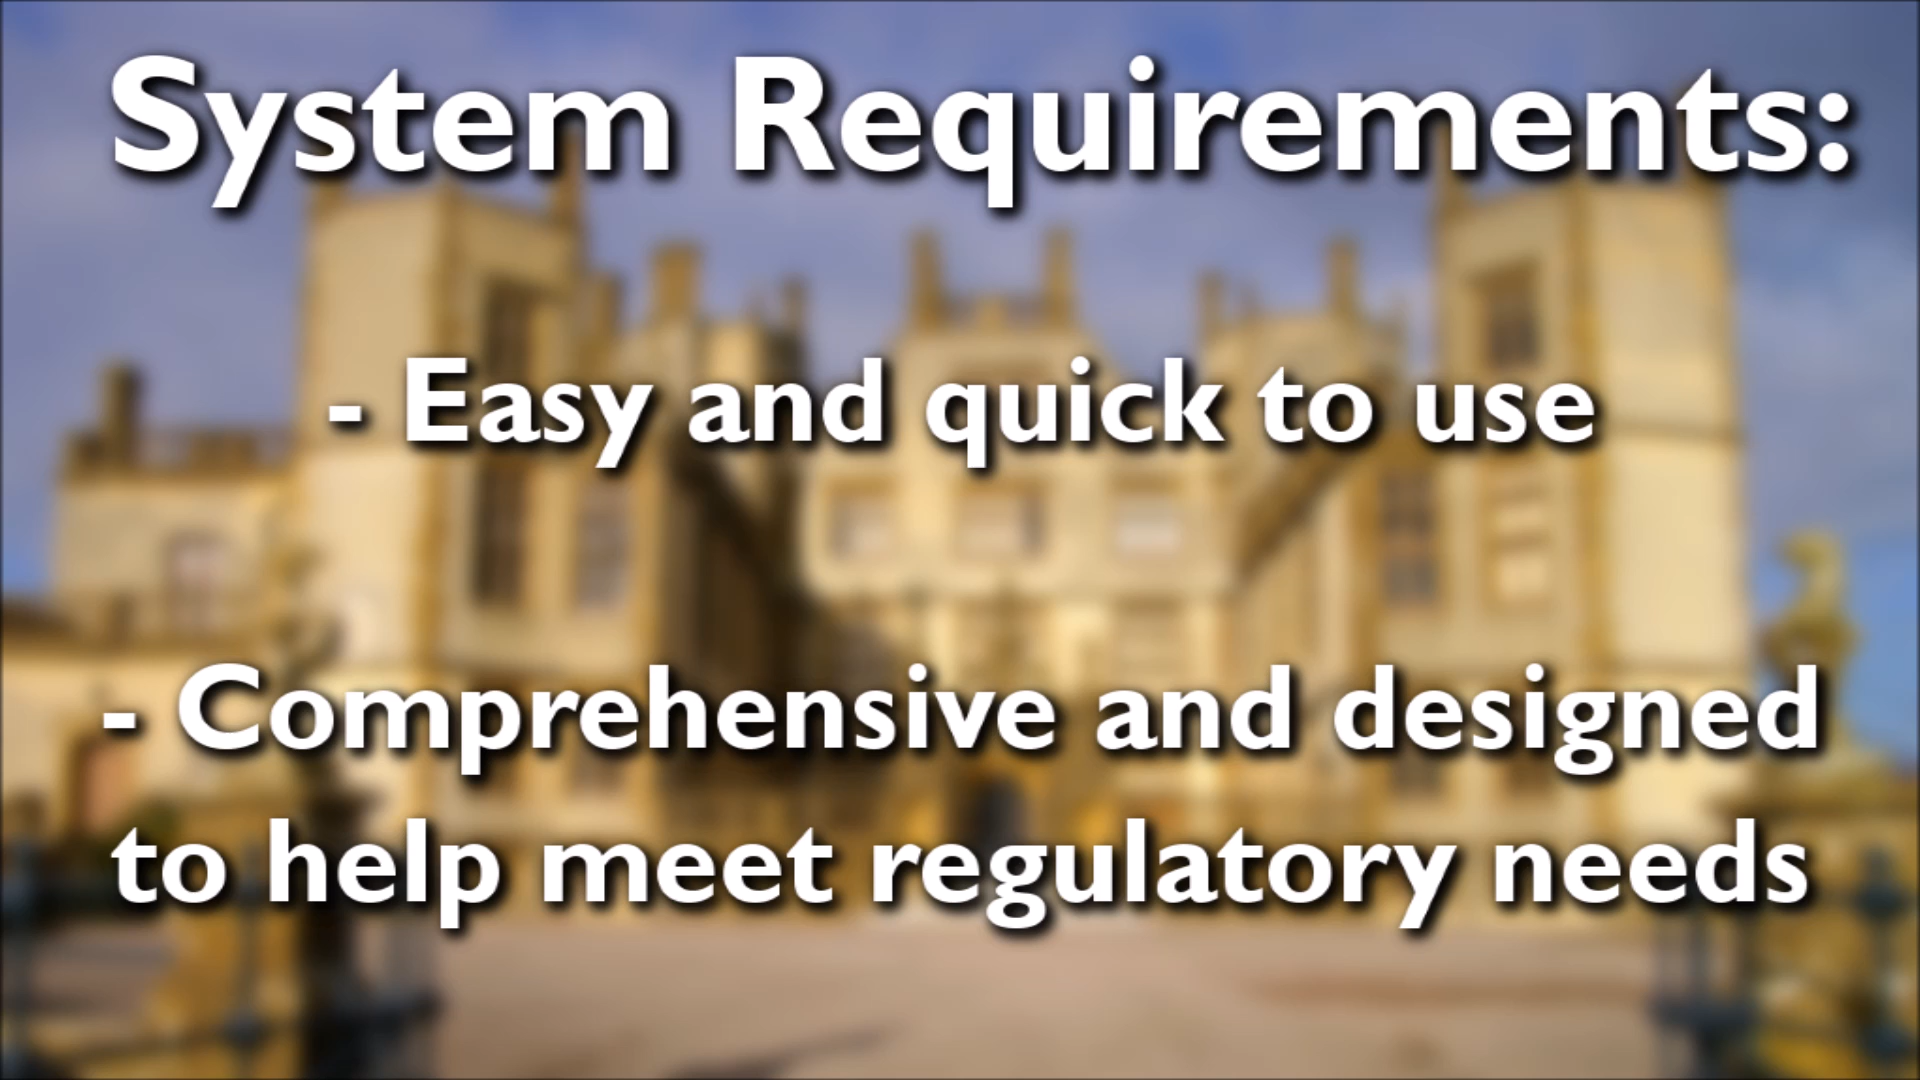 System Requirements:
- Easy and quick to use
- Comprehensive and designed
to help meet regulatory needs